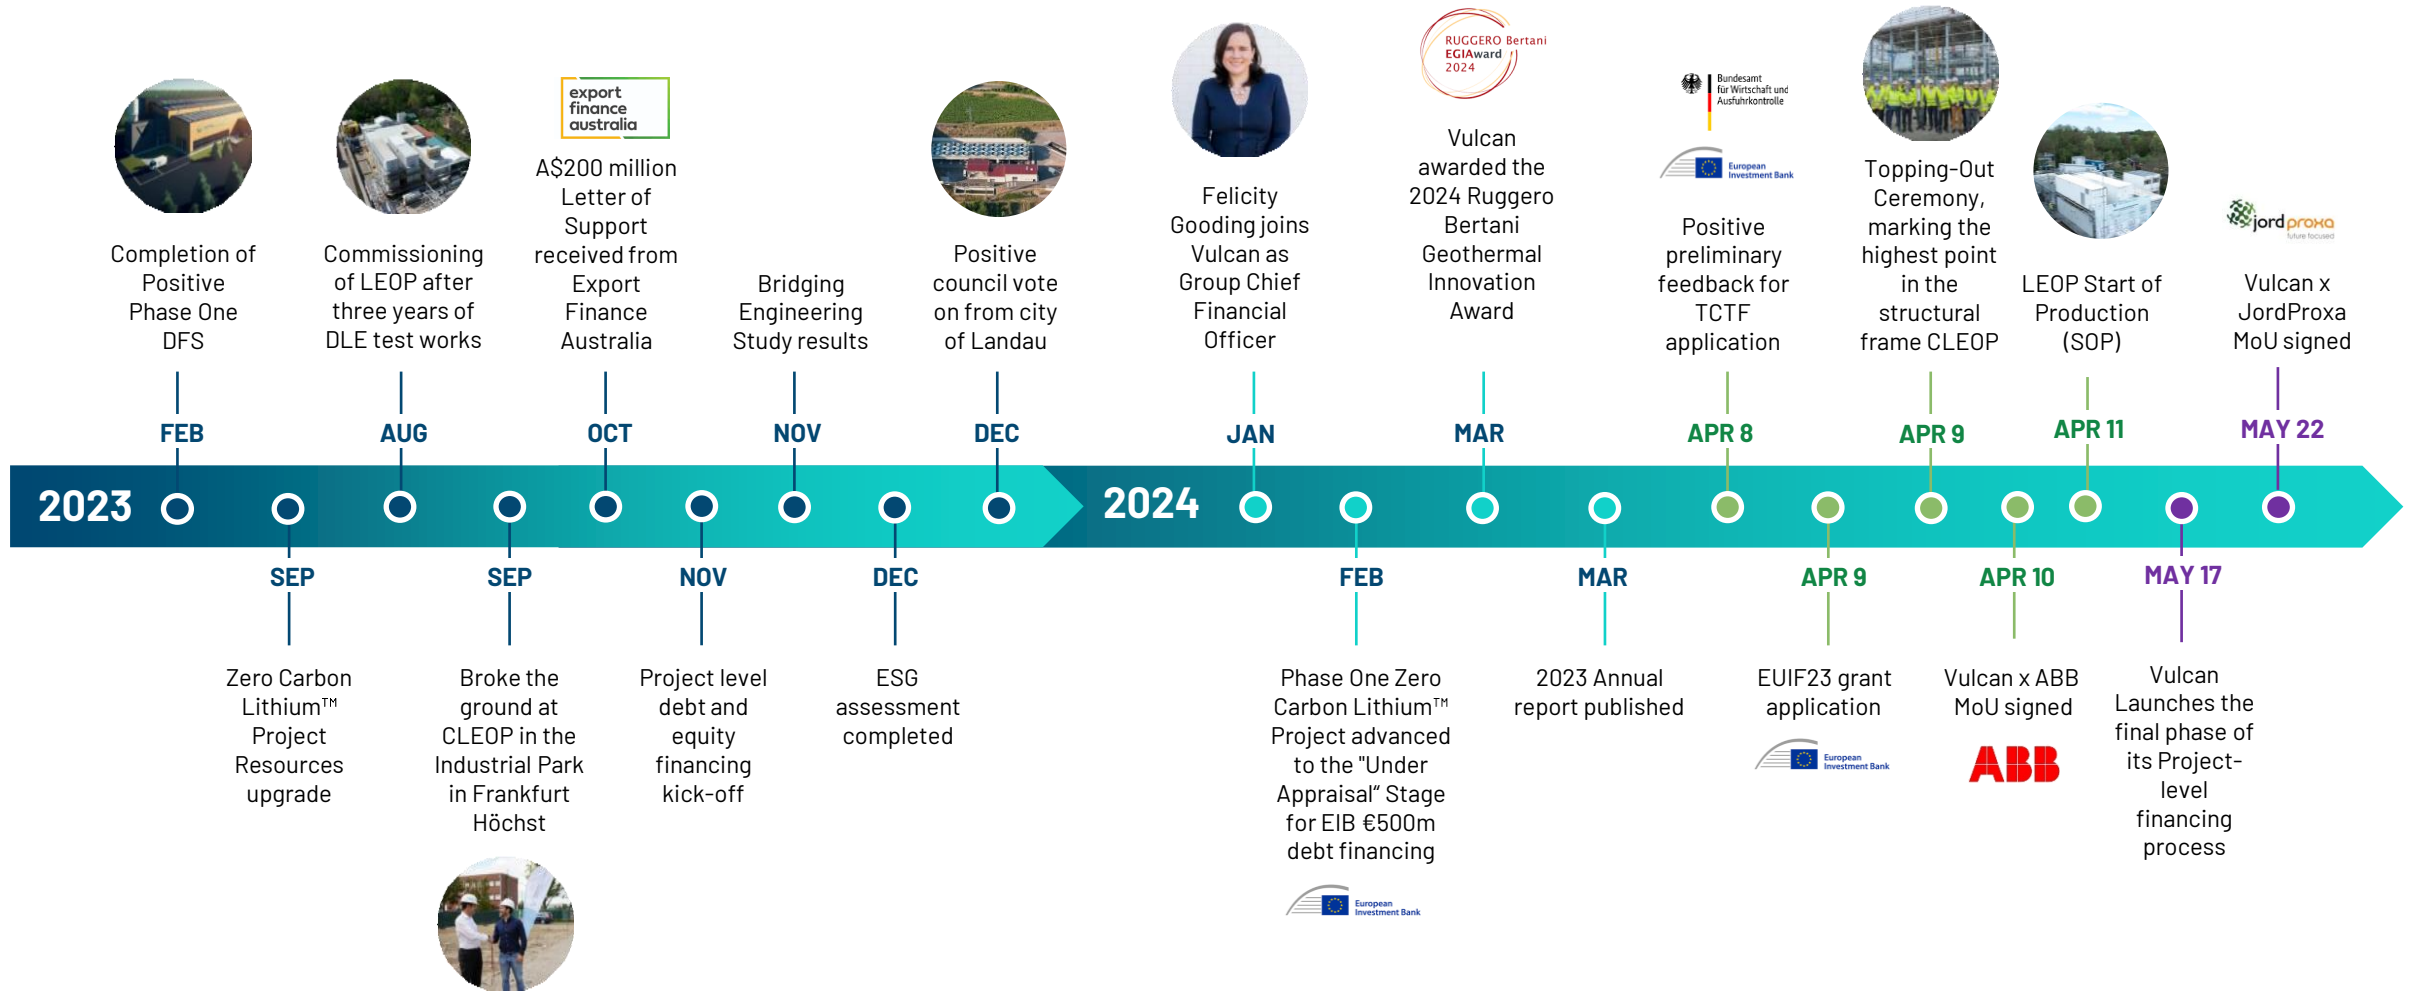 Completion of
Positive
Phase One
DFS
FEB
Commissioning
of LEOP after
three years of
DLE test works
AUG
export
finance
australia
A$200 million
Letter of
Support
received from
Export
Finance
Australia
OCT
Bridging
Engineering
Study results
NOV
Positive
council vote
on from city
of Landau
DEC
Felicity
Gooding joins
Vulcan as
Group Chief
Financial
Officer
JAN
RUGGERO Bertani
EGIAward
2024
Vulcan
awarded the
2024 Ruggero
Bertani
Geothermal
Innovation
Award
MAR
Bundesamt
für Wirtschaft und
Ausfuhrkontrolle
European
Investment Bank
Positive
preliminary
feedback for
TCTF
application
APR 8
Topping-Out
Ceremony,
marking the
highest point
in the
structural
frame CLEOP
APR 9
LEOP Start of
Production
(SOP)
APR 11
jordproxa
future focused
Vulcan x
JordProxa
MoU signed
MAY 22
2023
2024
SEP
Zero Carbon
Lithium™
Project
Resources
upgrade
SEP
Broke the
ground at
CLEOP in the
Industrial Park
in Frankfurt
Höchst
NOV
Project level
debt and
equity
financing
kick-off
DEC
ESG
assessment
completed
FEB
Phase One Zero
Carbon Lithium™
Project advanced
to the "Under
Appraisal“ Stage
for EIB €500m
debt financing
European
Investment Bank
MAR
2023 Annual
report published
APR 9
EUIF23 grant
application
European
Investment Bank
APR 10
Vulcan x ABB
MoU signed
ABB
MAY 17
Vulcan
Launches the
final phase of
its Project-
level
financing
process